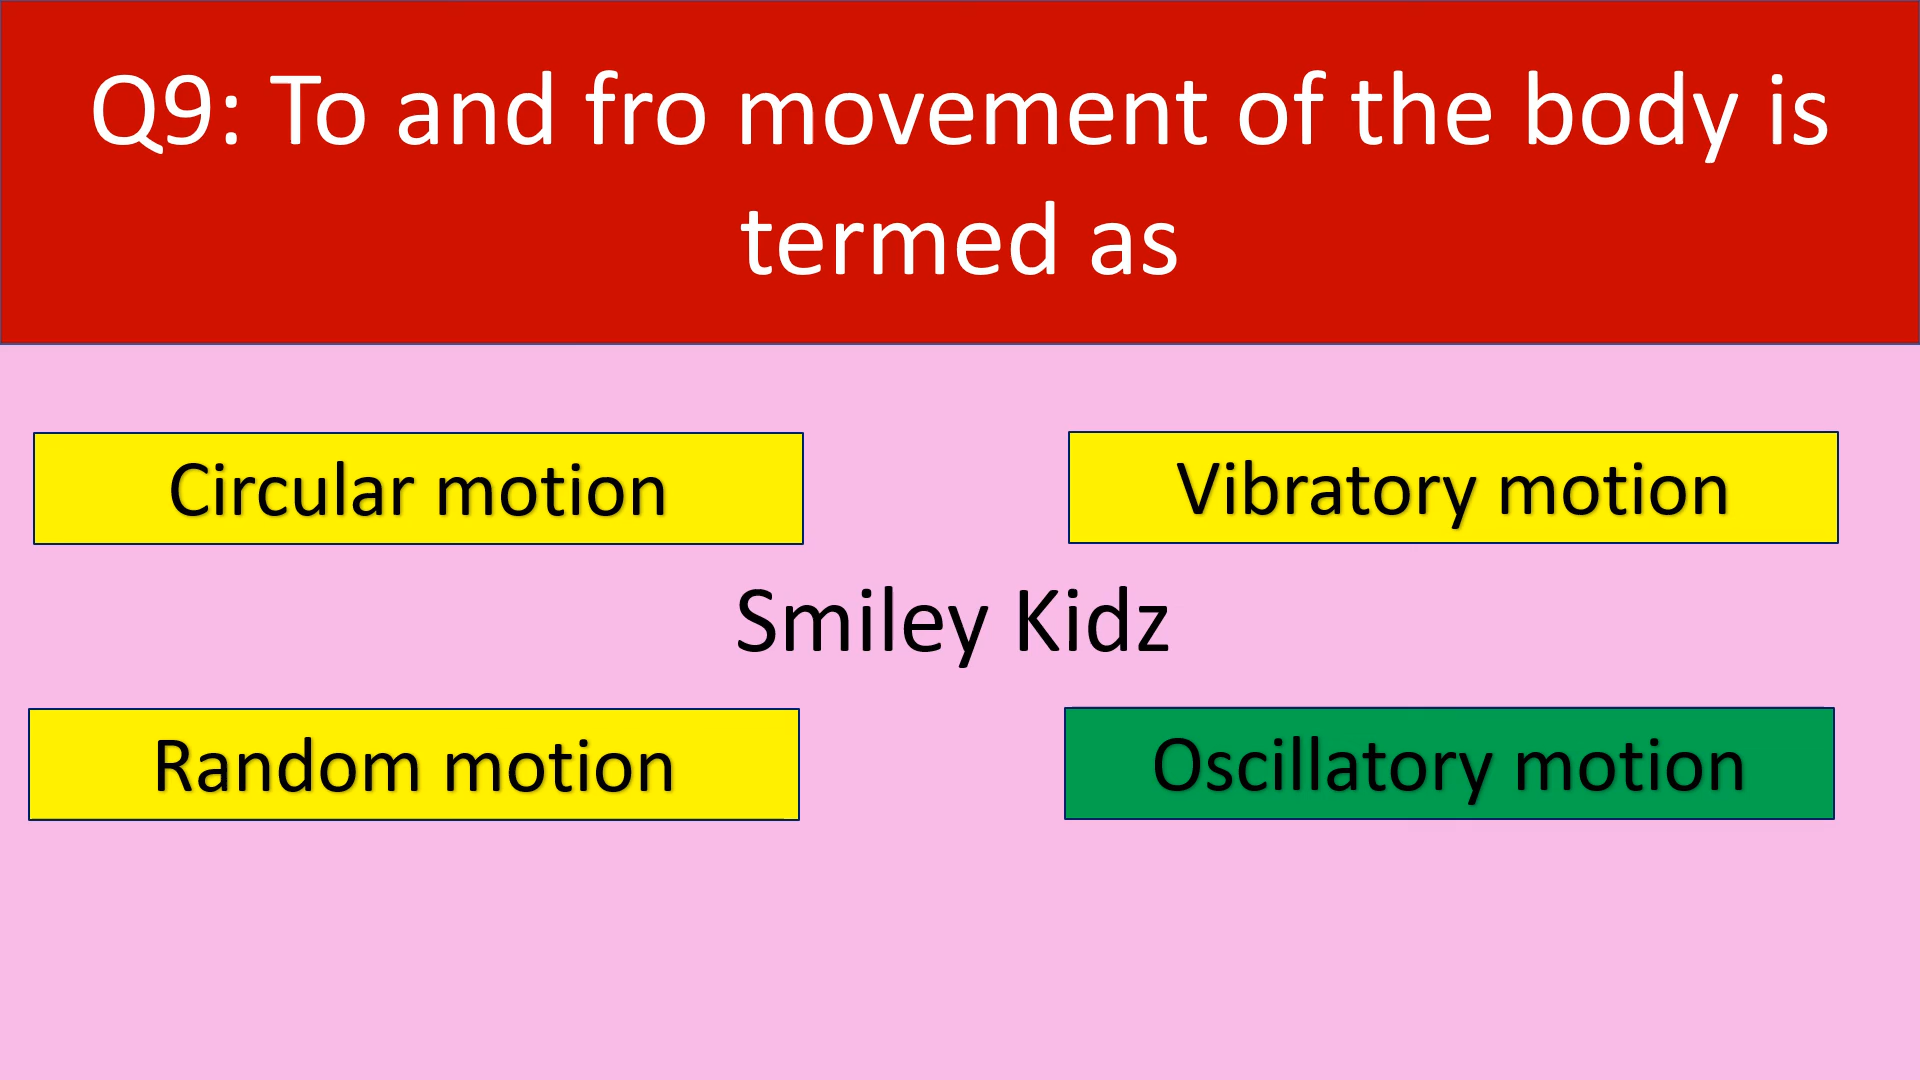 Q9: To and fro movement of the body is
termed as
Circular motion
Vibratory motion
Smiley Kidz
Random motion
Oscillatory motion